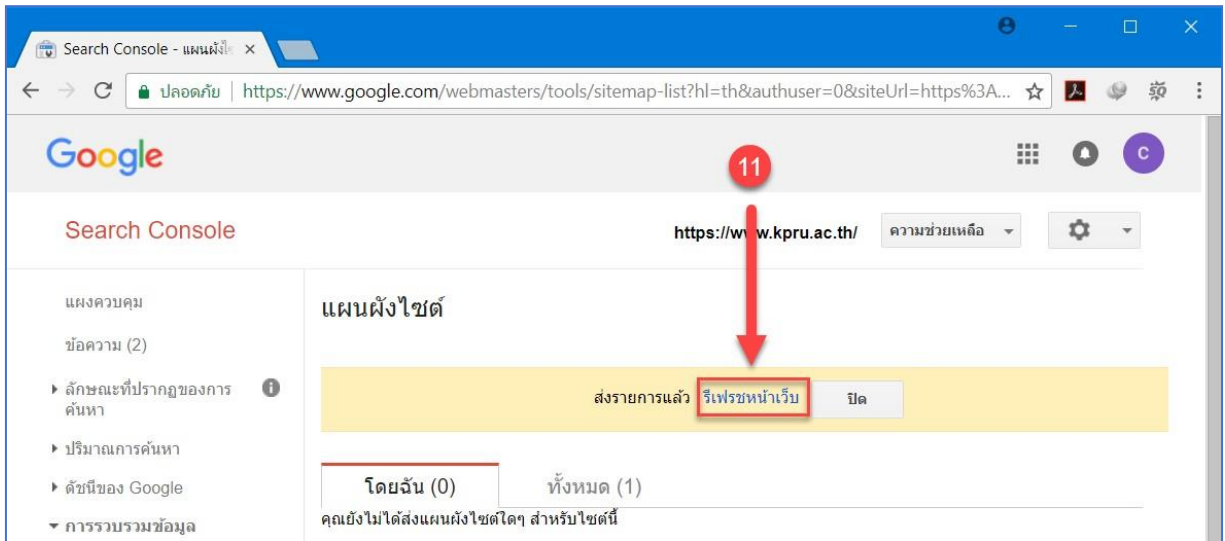 Search Console - แผนผังไซ
ปลอดภัย | https://www.google.com/webmasters/tools/sitemap-list?hl=th&authuser=0&siteUrl=https%3A...
Google
C
11
Search Console
https://www.kpru.ac.th/
ความช่วยเหลือ
แผงควบคุม
แผนผังไซต์
ข้อความ (2)
ลักษณะที่ปรากฏของการ
ค้นหา
ส่งรายการแล้ว รีเฟรชหน้าเว็บ ปิด
ปริมาณการค้นหา
ดัชนีของ Google
โดยฉัน (0) ทั้งหมด (1)
การรวบรวมข้อมูล
คุณยังไม่ได้ส่งแผนผังไซต์ใดๆ สำหรับไซต์นี้